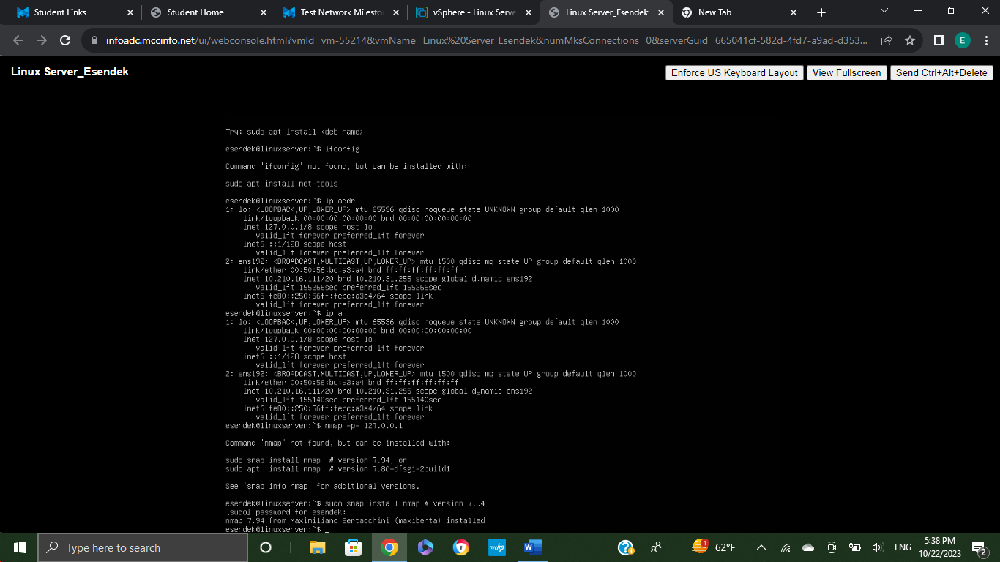 Student Links
Student Home
Test Network Milesto
vSphere - Linux Serve
Linux Server_Esendek
New Tab
infoadc.mccinfo.net/ui/webconsole.html?vmId=vm-55214&vmName=Linux%20Server_Esendek&numMksConnections=0&serverGuid=665041cf-582d-4fd7-a9ad-d353...
E
Linux Server_Esendek
Enforce US Keyboard Layout
View Fullscreen
Send Ctrl+Alt+Delete
Try: sudo apt install <deb name>
esendek@linuxserver:~$ ifconfig
Command 'ifconfig' not found, but can be installed with:
sudo apt install net-tools
esendek@linuxserver:~$ ip addr
1: lo: <LOOPBACK,UP,LOWER_UP> mtu 65536 qdisc noqueue state UNKNOWN group default qlen 1000
link/loopback 00:00:00:00:00:00 brd 00:00:00:00:00:00
inet 127.0.0.1/8 scope host lo
valid_lft forever preferred_lft forever
inet6 ::1/128 scope host
valid_lft forever preferred_lft forever
2: ens192: <BROADCAST,MULTICAST,UP,LOWER_UP> mtu 1500 qdisc mq state UP group default qlen 1000
link/ether 00:50:56:bc:a3:a4 brd ff:ff:ff:ff:ff:ff
inet 10.210.16.111/20 brd 10.210.31.255 scope global dynamic ens192
valid_lft 155266sec preferred_lft 155266sec
inet6 fe80::250:56ff:febc:a3a4/64 scope link
valid_lft forever preferred_lft forever
esendek@linuxserver:~$ ip a
1: lo: <LOOPBACK,UP,LOWER_UP> mtu 65536 qdisc noqueue state UNKNOWN group default qlen 1000
link/loopback 00:00:00:00:00:00 brd 00:00:00:00:00:00
inet 127.0.0.1/8 scope host lo
valid_lft forever preferred_lft forever
inet6 ::1/128 scope host
valid_lft forever preferred_lft forever
2: ens192: <BROADCAST,MULTICAST,UP,LOWER_UP> mtu 1500 qdisc mq state UP group default qlen 1000
link/ether 00:50:56:bc:a3:a4 brd ff:ff:ff:ff:ff:ff
inet 10.210.16.111/20 brd 10.210.31.255 scope global dynamic ens192
valid_lft 155140sec preferred_lft 155140sec
inet6 fe80::250:56ff:febc:a3a4/64 scope link
valid_lft forever preferred_lft forever
esendek@linuxserver:~$ nmap -p- 127.0.0.1
Command 'nmap' not found, but can be installed with:
sudo snap install nmap  # version 7.94, or
sudo apt  install nmap  # version 7.80+dfsg1-2build1
See 'snap info nmap' for additional versions.
esendek@linuxserver:~$ sudo snap install nmap # version 7.94
[sudo] password for esendek:
nmap 7.94 from Maximiliano Bertacchini (maxiberta) installed
esendek@linuxserver:~$ _
Type here to search
myhp
W
1
62°F
ENG
5:38 PM
10/22/2023
2